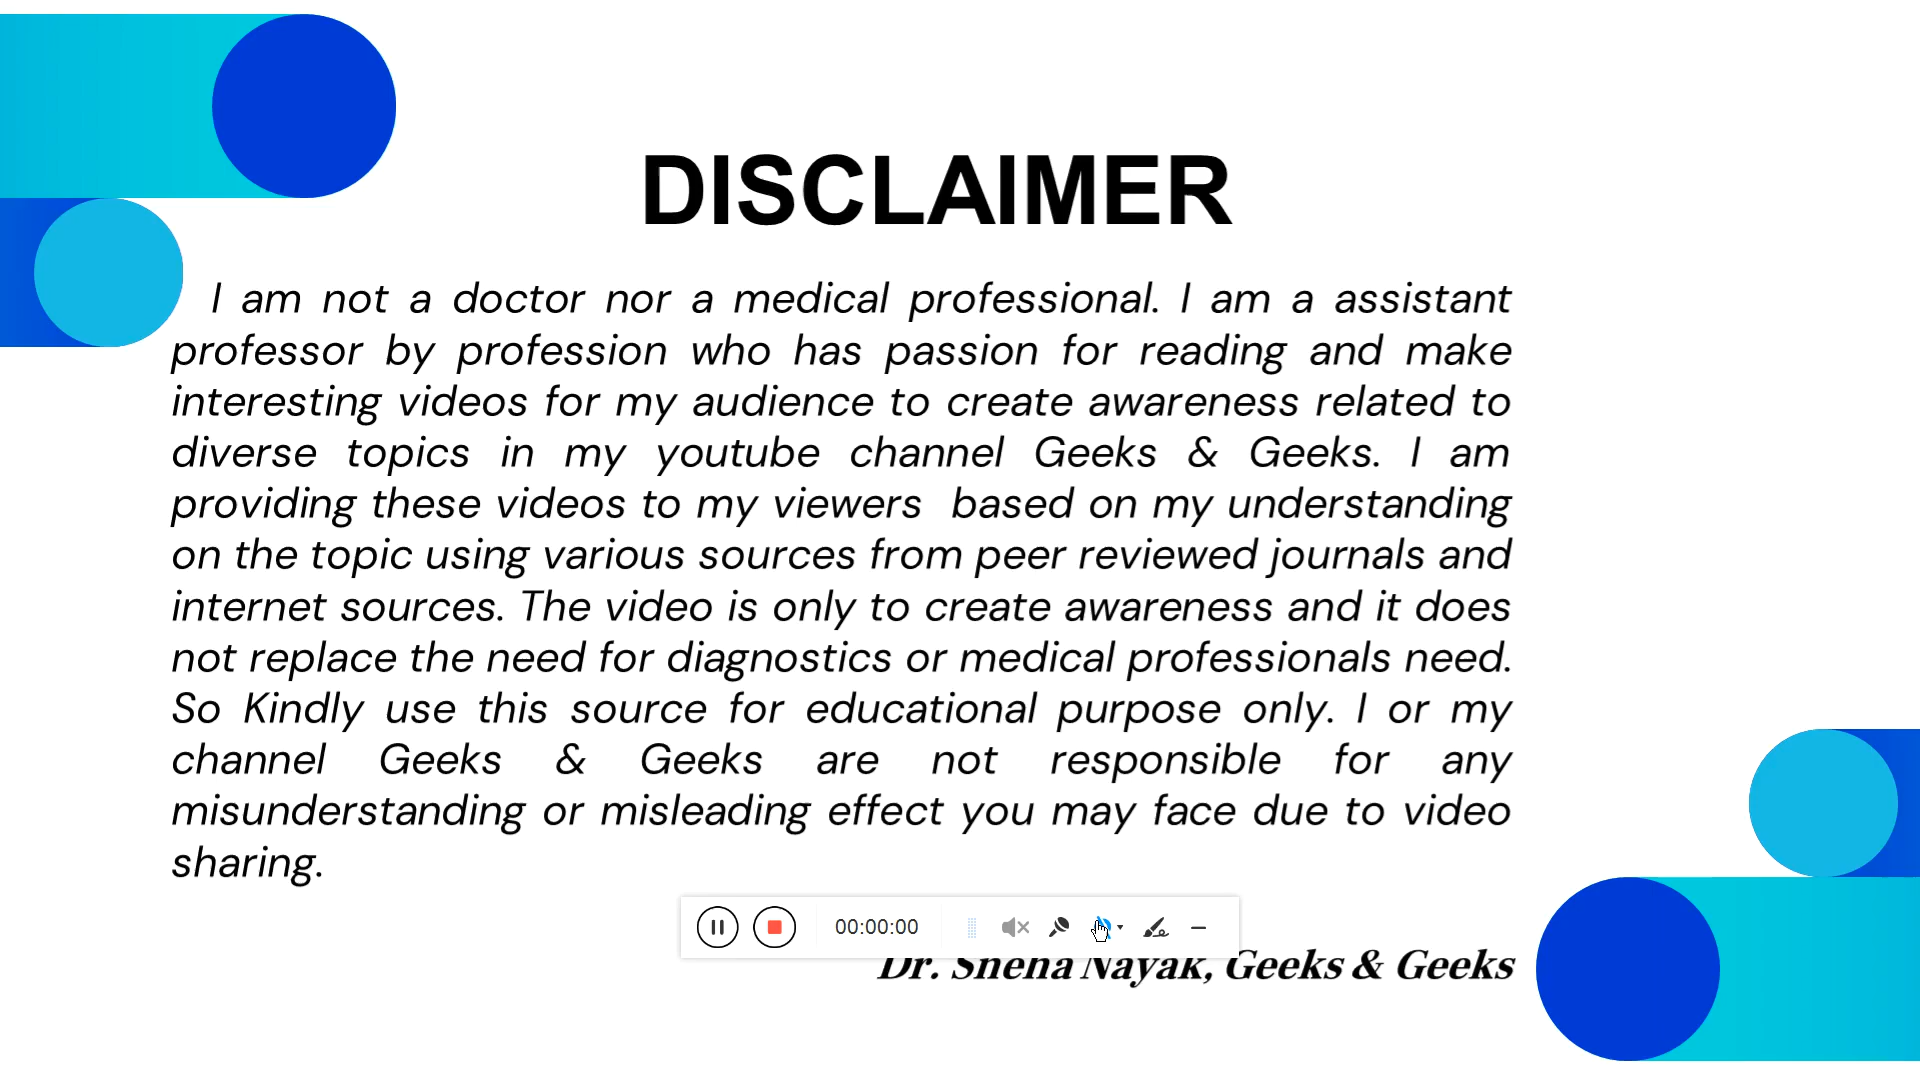 DISCLAIMER
I am not a doctor nor a medical professional. I am a assistant
professor by profession who has passion for reading and make
interesting videos for my audience to create awareness related to
diverse topics in my youtube channel Geeks & Geeks. I am
providing these videos to my viewers based on my understanding
on the topic using various sources from peer reviewed journals and
internet sources. The video is only to create awareness and it does
not replace the need for diagnostics or medical professionals need.
So Kindly use this source for educational purpose only. I or my
channel Geeks & Geeks are not responsible for any
misunderstanding or misleading effect you may face due to video
sharing.
00:00:00
Dr. Sneha Nayak, Geeks & Geeks